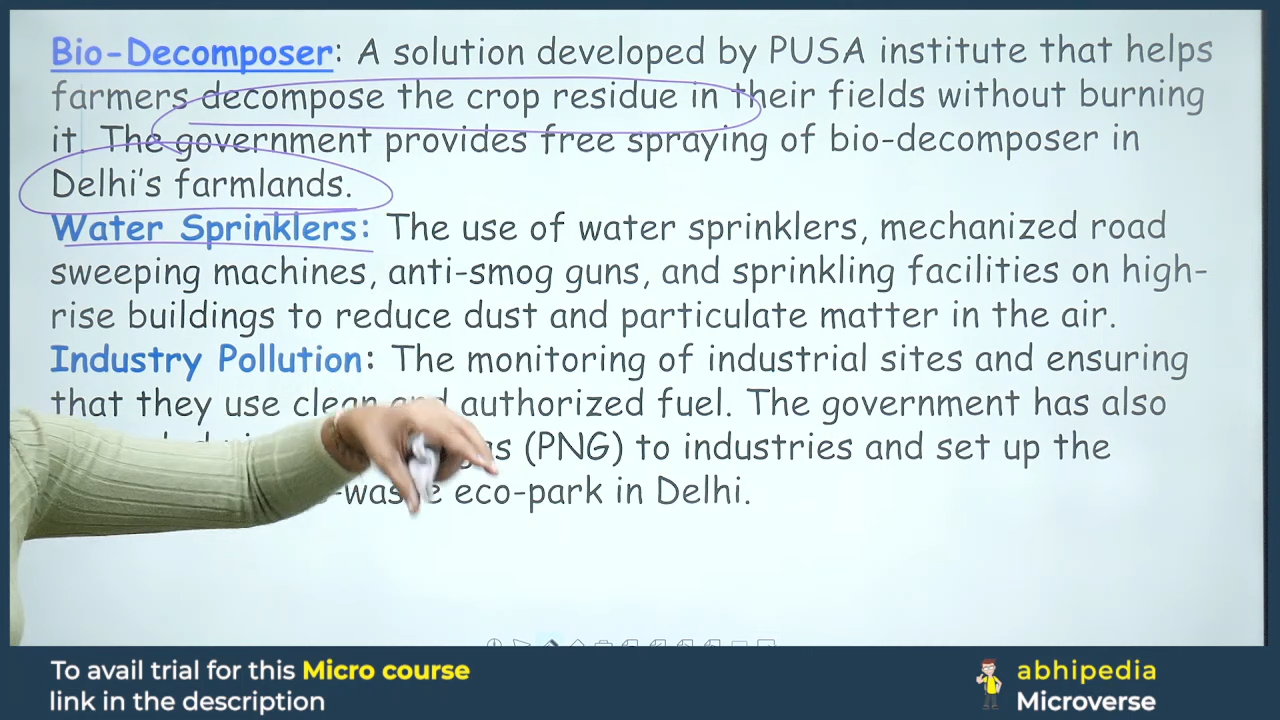 Bio-Decomposer: A solution developed by PUSA institute that helps
farmers decompose the crop residue in their fields without burning
it. The government provides free spraying of bio-decomposer in
Delhi's farmlands.
Water Sprinklers: The use of water sprinklers, mechanized road
sweeping machines, anti-smog guns, and sprinkling facilities on high-
rise buildings to reduce dust and particulate matter in the air.
Industry Pollution: The monitoring of industrial sites and ensuring
that they use clean and authorized fuel. The government has also
(PNG) to industries and set up the
eco-park in Delhi.
To avail trial for this Micro course
link in the description
abhipedia
Microverse